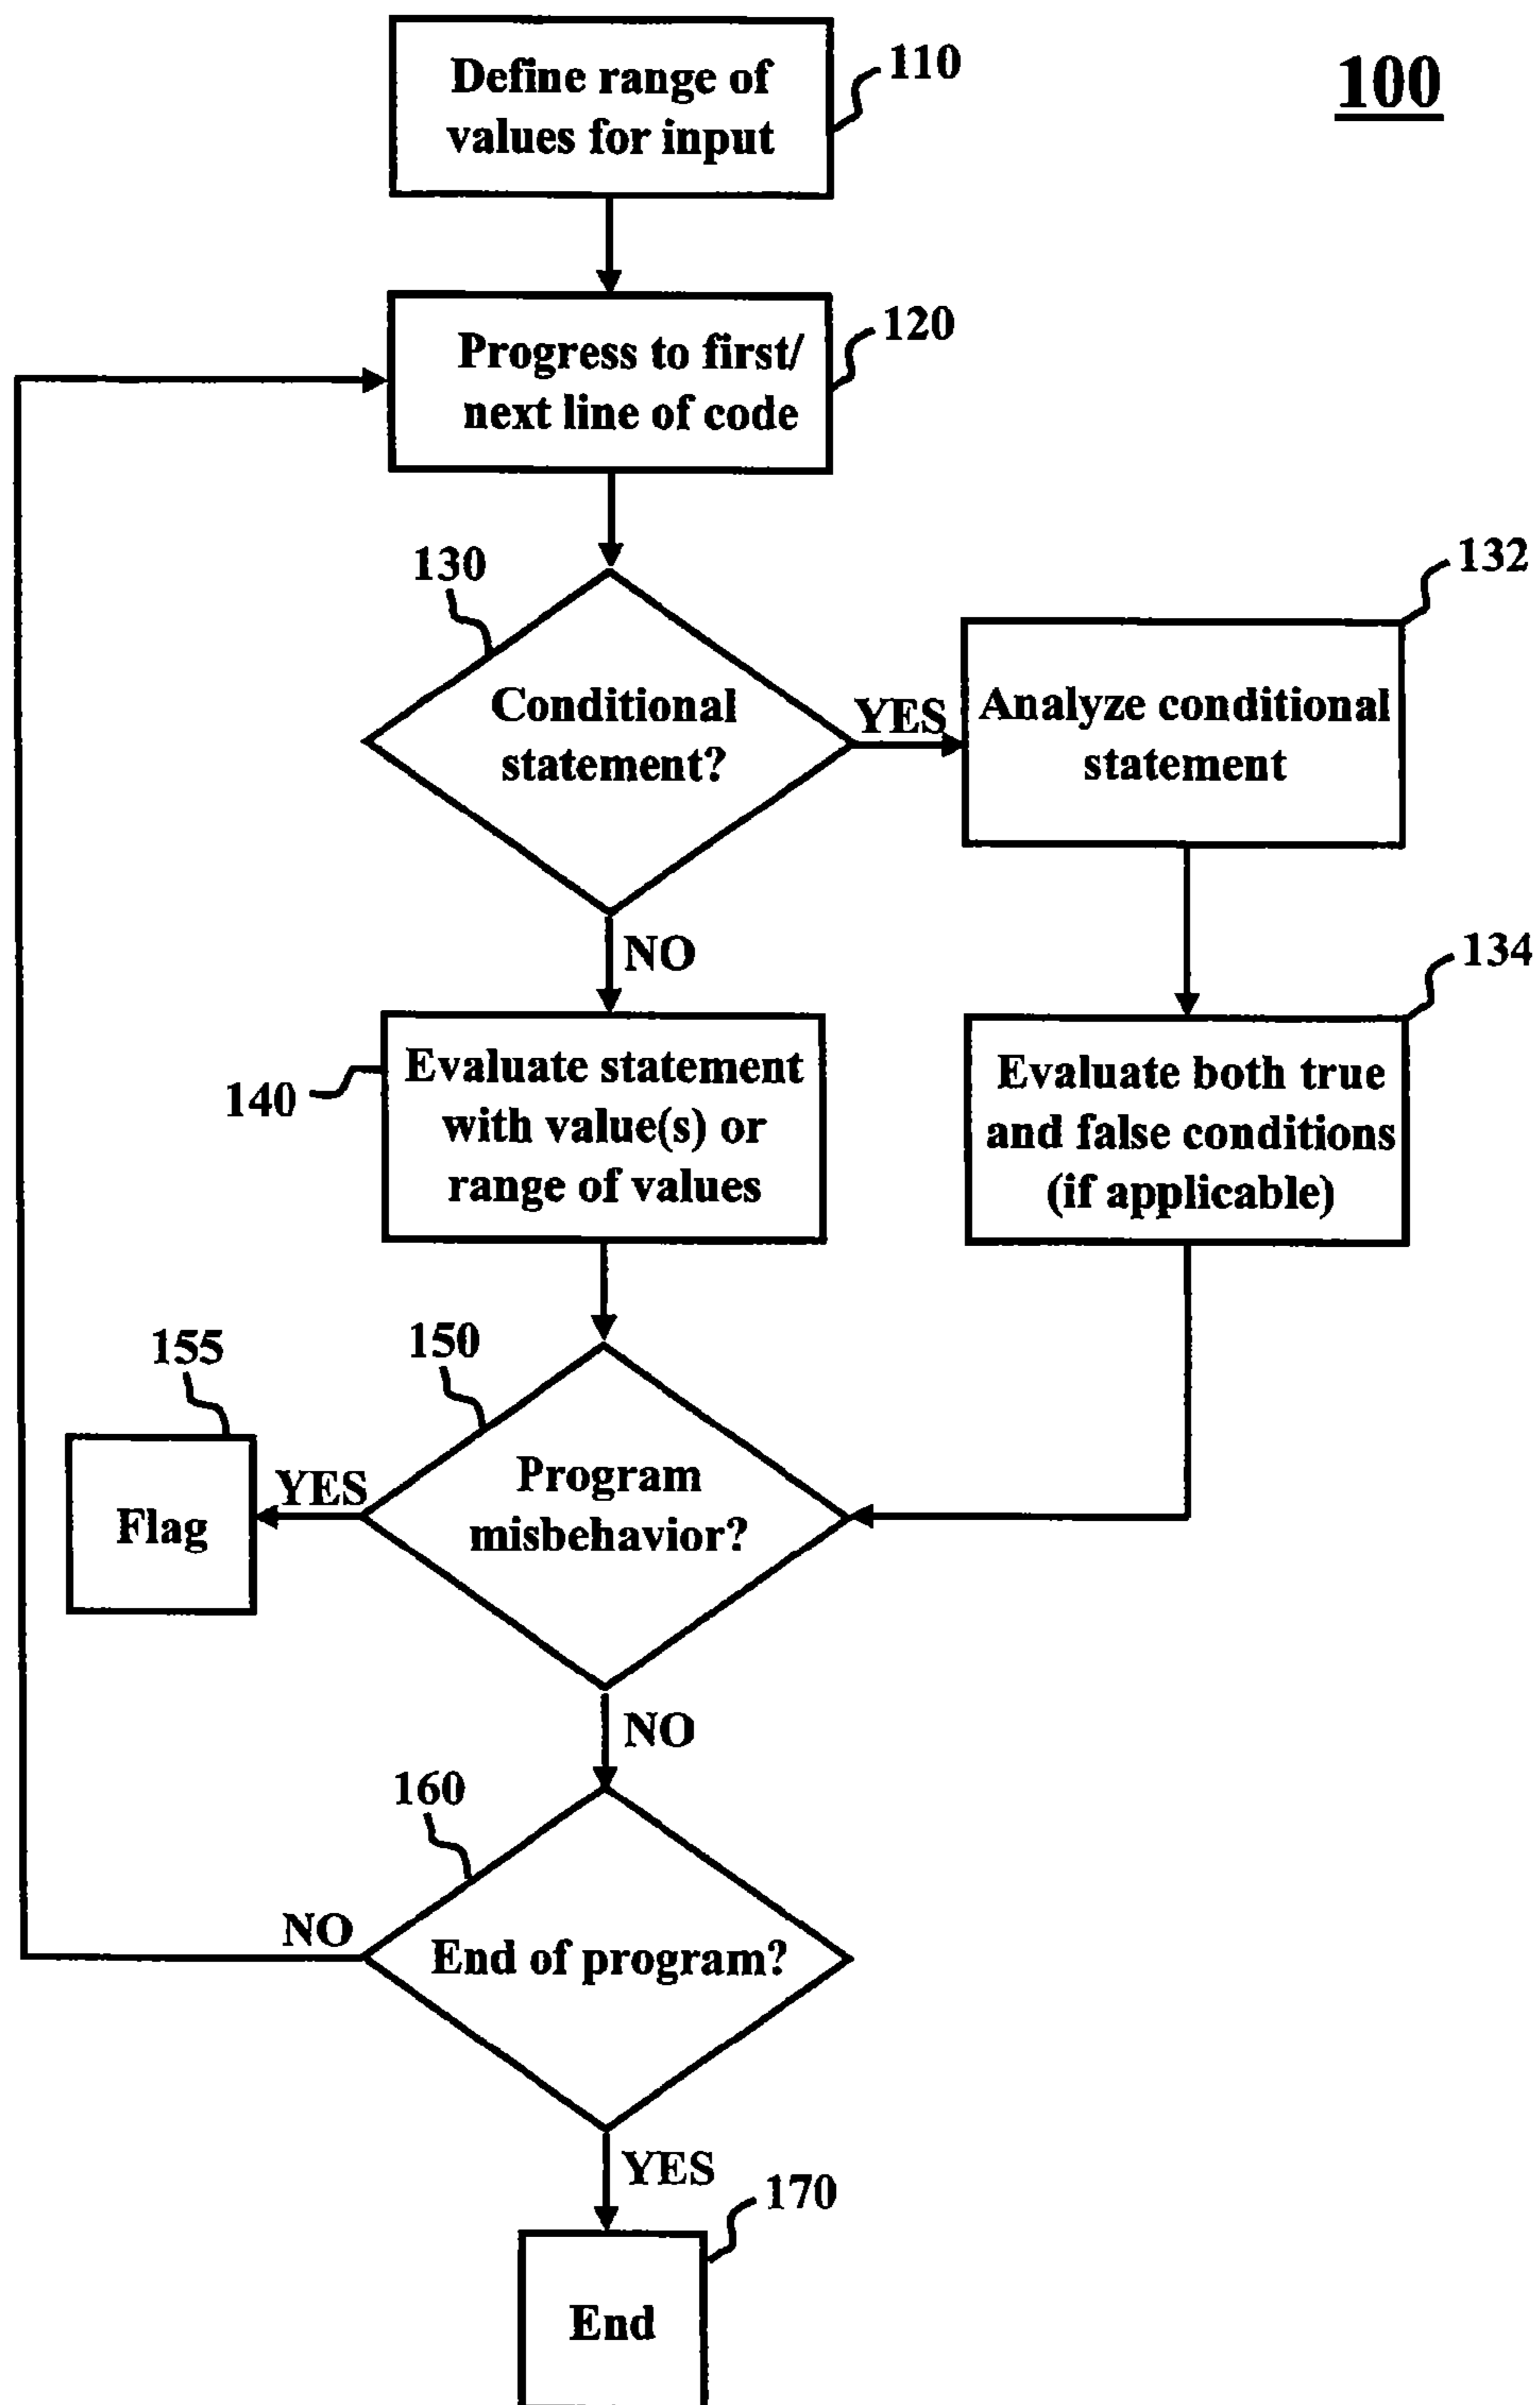 100
110
Define range of
values for input
120
Progress to first/
next line of code
130
Conditional
statement?
YES
132
Analyze conditional
statement
NO
134
Evaluate both true
and false conditions
(if applicable)
140
Evaluate statement
with value(s) or
range of values
150
Program
misbehavior?
155
YES
Flag
NO
160
End of program?
NO
YES
170
End